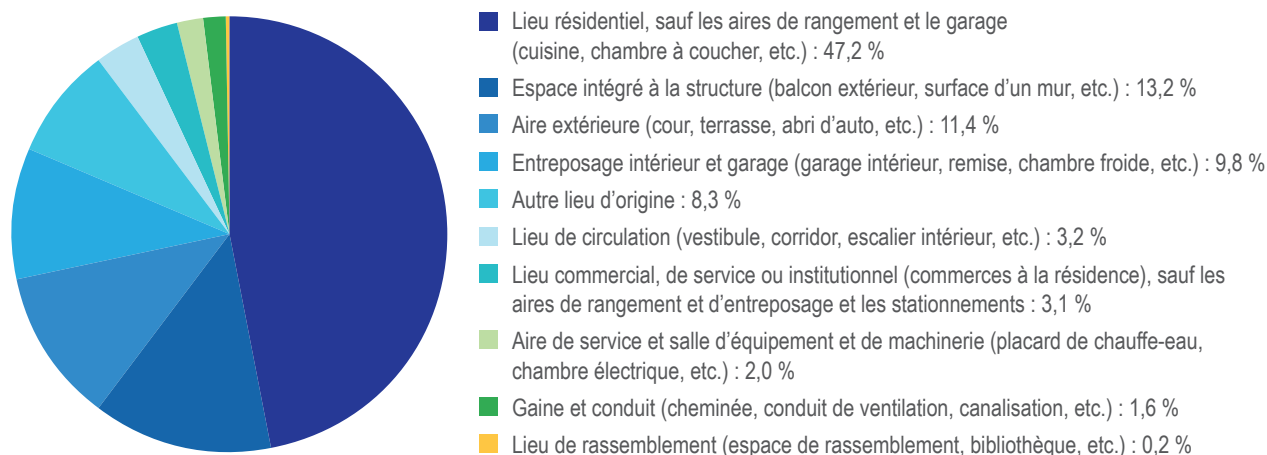 Lieu résidentiel, sauf les aires de rangement et le garage
(cuisine, chambre à coucher, etc.) : 47,2 %
Espace intégré à la structure (balcon extérieur, surface d’un mur, etc.) : 13,2 %
Aire extérieure (cour, terrasse, abri d’auto, etc.) : 11,4 %
Entreposage intérieur et garage (garage intérieur, remise, chambre froide, etc.) : 9,8 %
Autre lieu d’origine : 8,3 %
Lieu de circulation (vestibule, corridor, escalier intérieur, etc.) : 3,2 %
Lieu commercial, de service ou institutionnel (commerces à la résidence), sauf les
aires de rangement et d’entreposage et les stationnements : 3,1 %
Aire de service et salle d’équipement et de machinerie (placard de chauffe-eau,
chambre électrique, etc.) : 2,0 %
Gaine et conduit (cheminée, conduit de ventilation, canalisation, etc.) : 1,6 %
Lieu de rassemblement (espace de rassemblement, bibliothèque, etc.) : 0,2 %